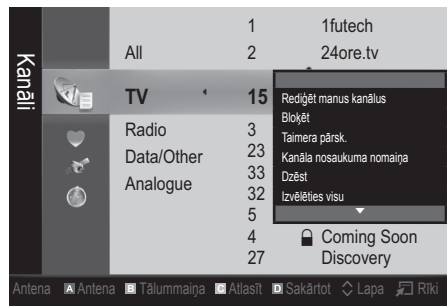 Kanāli
1 1futech
All 2 24ore.tv
TV 15
Rediģēt manus kanālus
Bloķēt
Taimera pārsk.
Kanāla nosaukuma nomaiņa
Dzēst
Izvēlēties visu
Radio 3
Data/Other 23
Analogue 33
32
5
4 Coming Soon
27 Discovery
Antena A Antena B Tālummaiņa C Atlasīt D Sakārtot Lapa Rīki